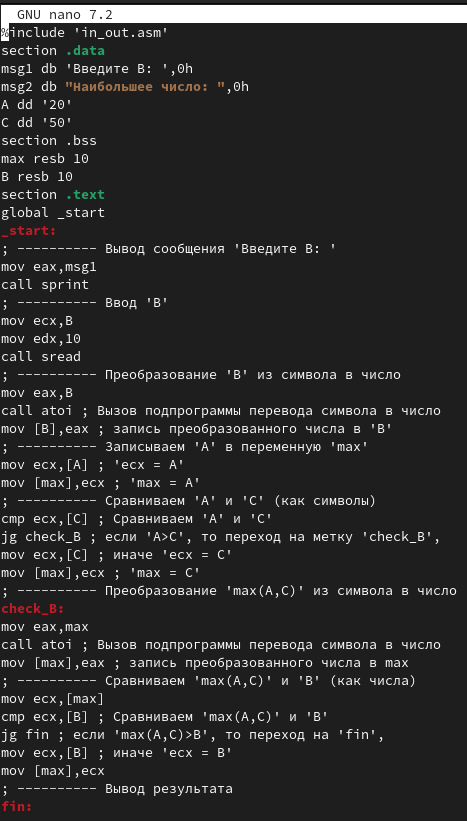 GNU nano 7.2
%include 'in_out.asm'
section .data
msg1 db 'Введите B: ',0h
msg2 db "Наибольшее число: ",0h
A dd '20'
C dd '50'
section .bss
max resb 10
B resb 10
section .text
global _start
_start:
; ---------- Вывод сообщения 'Введите B: '
mov eax,msg1
call sprint
; ---------- Ввод 'B'
mov ecx,B
mov edx,10
call sread
; ---------- Преобразование 'B' из символа в число
mov eax,B
call atoi ; Вызов подпрограммы перевода символа в число
mov [B],eax ; запись преобразованного числа в 'B'
; ---------- Записываем 'A' в переменную 'max'
mov ecx,[A] ; 'ecx = A'
mov [max],ecx ; 'max = A'
; ---------- Сравниваем 'A' и 'С' (как символы)
cmp ecx,[C] ; Сравниваем 'A' и 'С'
jg check_B ; если 'A>C', то переход на метку 'check_B',
mov ecx,[C] ; иначе 'ecx = C'
mov [max],ecx ; 'max = C'
; ---------- Преобразование 'max(A,C)' из символа в число
check_B:
mov eax,max
call atoi ; Вызов подпрограммы перевода символа в число
mov [max],eax ; запись преобразованного числа в max
; ---------- Сравниваем 'max(A,C)' и 'B' (как числа)
mov ecx,[max]
cmp ecx,[B] ; Сравниваем 'max(A,C)' и 'B'
jg fin ; если 'max(A,C)>B', то переход на 'fin',
mov ecx,[B] ; иначе 'ecx = B'
mov [max],ecx
; ---------- Вывод результата
fin: